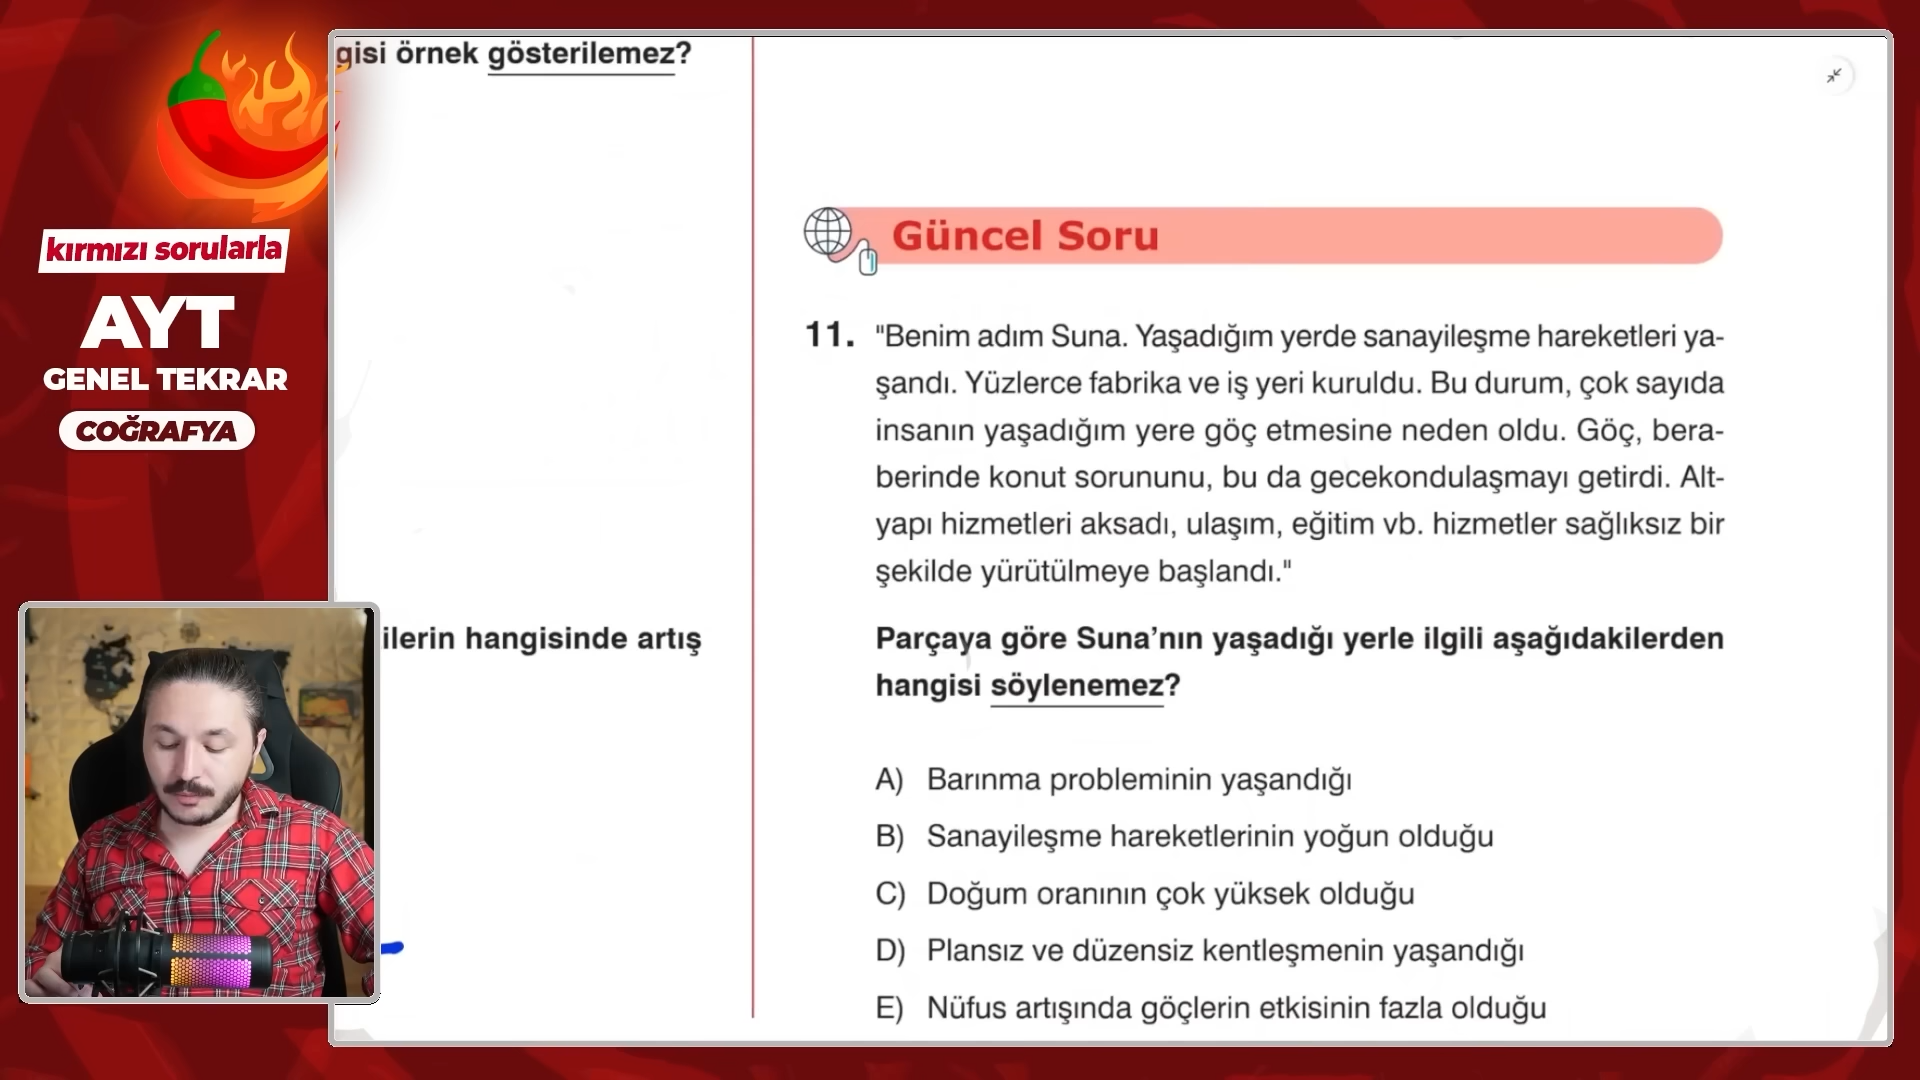 kırmızı sorularla
AYT
GENEL TEKRAR
COĞRAFYA
gisi örnek gösterilemez?
ilerin hangisinde artış
Güncel Soru
11. "Benim adım Suna. Yaşadığım yerde sanayileşme hareketleri ya-
şandı. Yüzlerce fabrika ve iş yeri kuruldu. Bu durum, çok sayıda
insanın yaşadığım yere göç etmesine neden oldu. Göç, bera-
berinde konut sorununu, bu da gecekondulaşmayı getirdi. Alt-
yapı hizmetleri aksadı, ulaşım, eğitim vb. hizmetler sağlıksız bir
şekilde yürütülmeye başlandı."
Parçaya göre Suna’nın yaşadığı yerle ilgili aşağıdakilerden
hangisi söylenemez?
A) Barınma probleminin yaşandığı
B) Sanayileşme hareketlerinin yoğun olduğu
C) Doğum oranının çok yüksek olduğu
D) Plansız ve düzensiz kentleşmenin yaşandığı
E) Nüfus artışında göçlerin etkisinin fazla olduğu